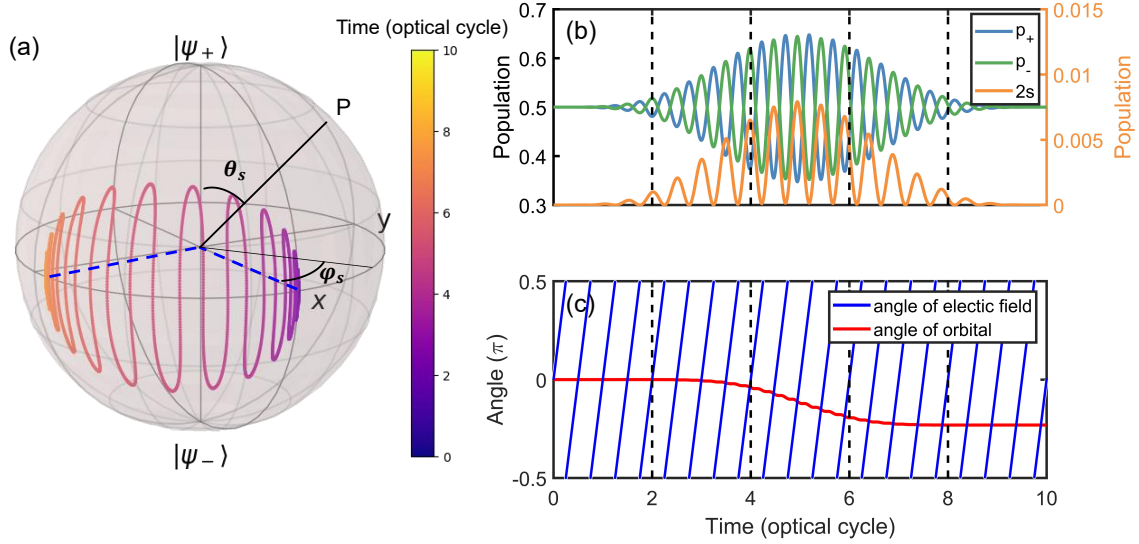 (a)
Time (optical cycle)
|ψ₊⟩
10
8
6
4
2
0
P
θₛ
y
φₛ
x
|ψ₋⟩
(b)
0.7
0.6
0.5
0.4
0.3
Population
p₊
p₋
2s
0.015
0.01
0.005
0
Population
(c)
0.5
0
-0.5
Angle (π)
angle of electic field
angle of orbital
0 2 4 6 8 10
Time (optical cycle)